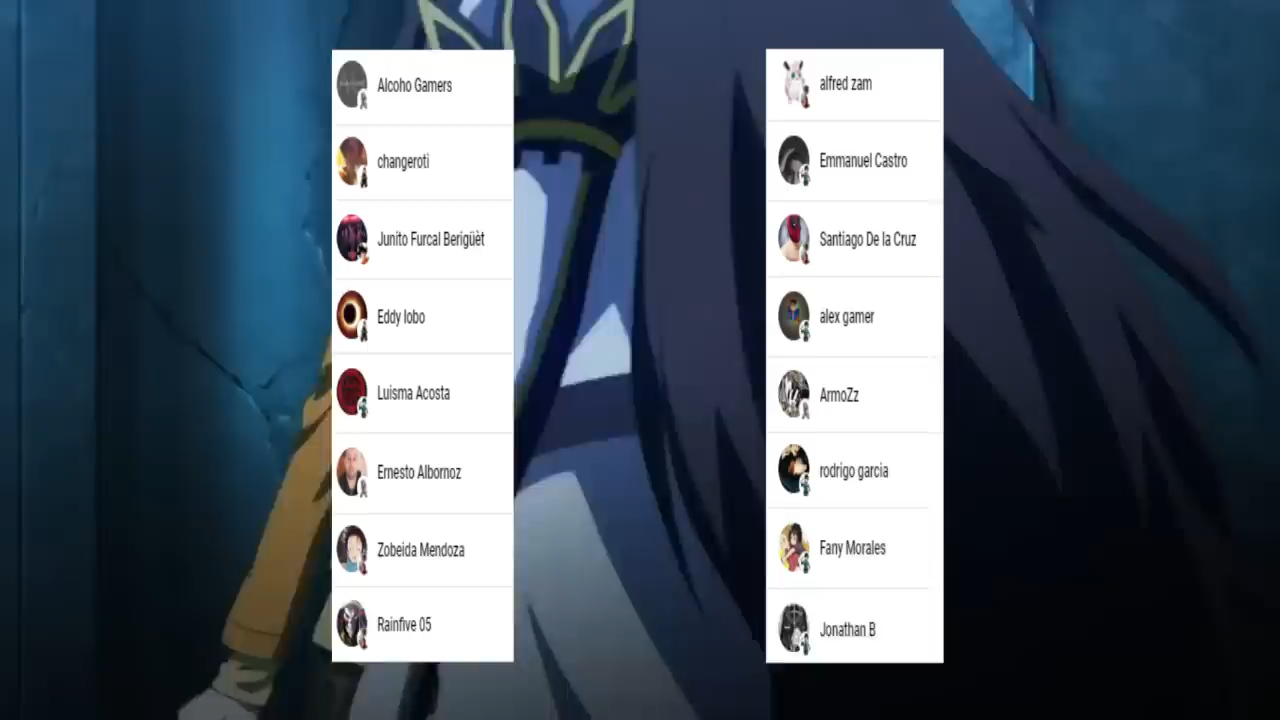 Alcoho Gamers
changeroti
Junito Furcal Berigüèt
Eddy lobo
Luisma Acosta
Ernesto Albornoz
Zobeida Mendoza
Rainfive 05
alfred zam
Emmanuel Castro
Santiago De la Cruz
alex gamer
ArmoZz
rodrigo garcia
Fany Morales
Jonathan B